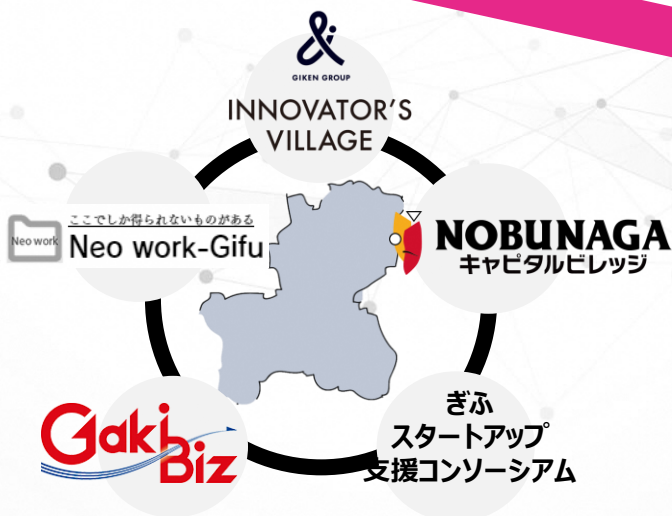 GIKEN GROUP
INNOVATOR'S
VILLAGE
ここでしか得られないものがある
Neo work
Neo work-Gifu
NOBUNAGA
キャピタルビレッジ
Gaki
Biz
ぎふ
スタートアップ
支援コンソーシアム